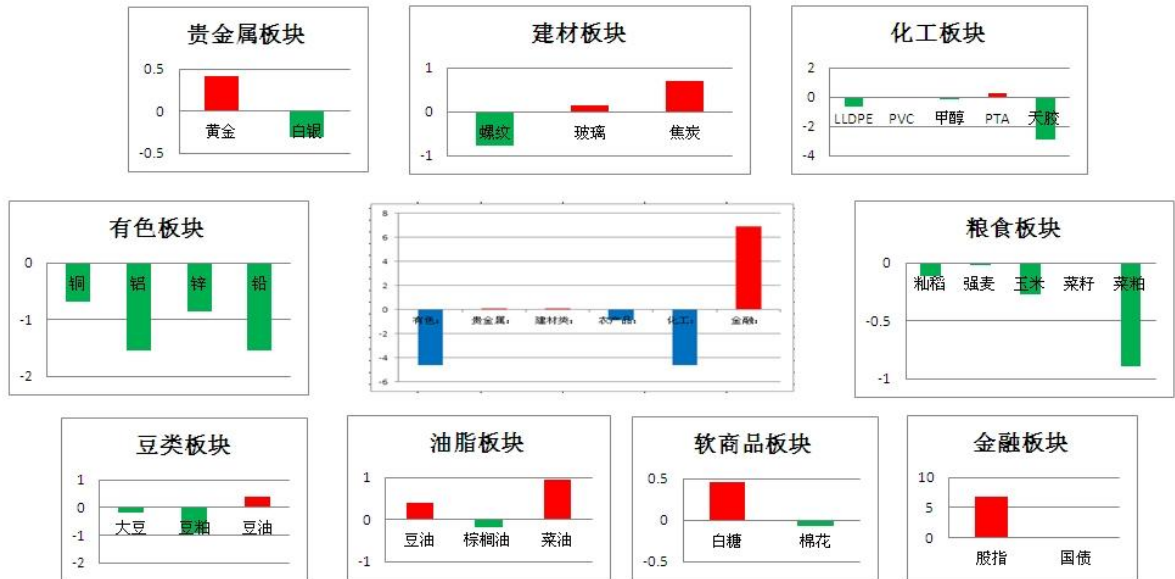 贵金属板块
0.5
0
-0.5
黄金 白银
建材板块
1
0
-1
螺纹 玻璃 焦炭
化工板块
2
0
-2
-4
LLDPE PVC 甲醇 PTA 天胶
有色板块
0
-1
-2
铜 铝 锌 铅
8
6
4
2
0
-2
-4
-6
有色: 贵金属: 建材类: 农产品: 化工: 金融:
粮食板块
0
-0.5
-1
籼稻 强麦 玉米 菜籽 菜粕
豆类板块
1
0
-1
-2
大豆 豆粕 豆油
油脂板块
1
0
-1
豆油 棕榈油 菜油
软商品板块
0.5
0
-0.5
白糖 棉花
金融板块
10
5
0
股指 国债